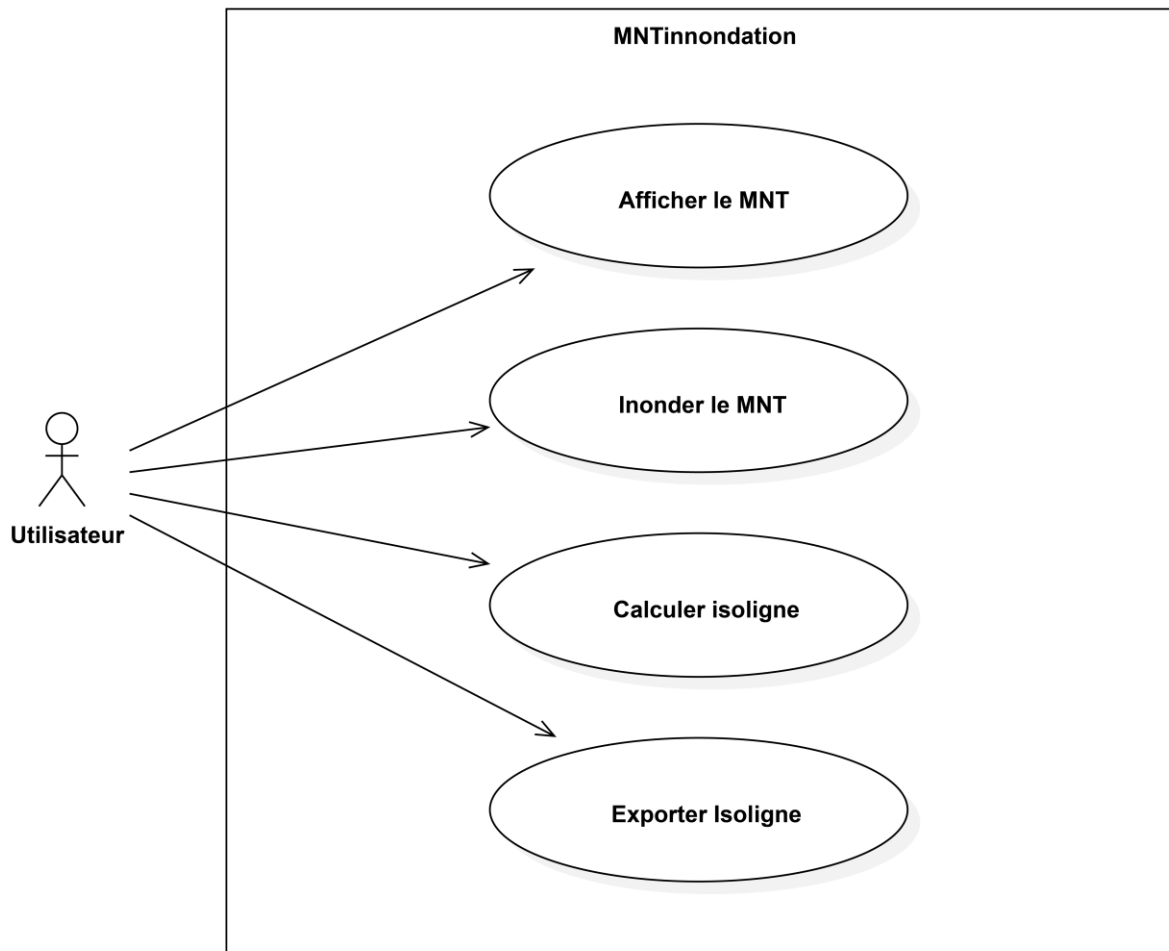 MNTinnondation
Afficher le MNT
Inonder le MNT
Utilisateur
Calculer isoligne
Exporter Isoligne